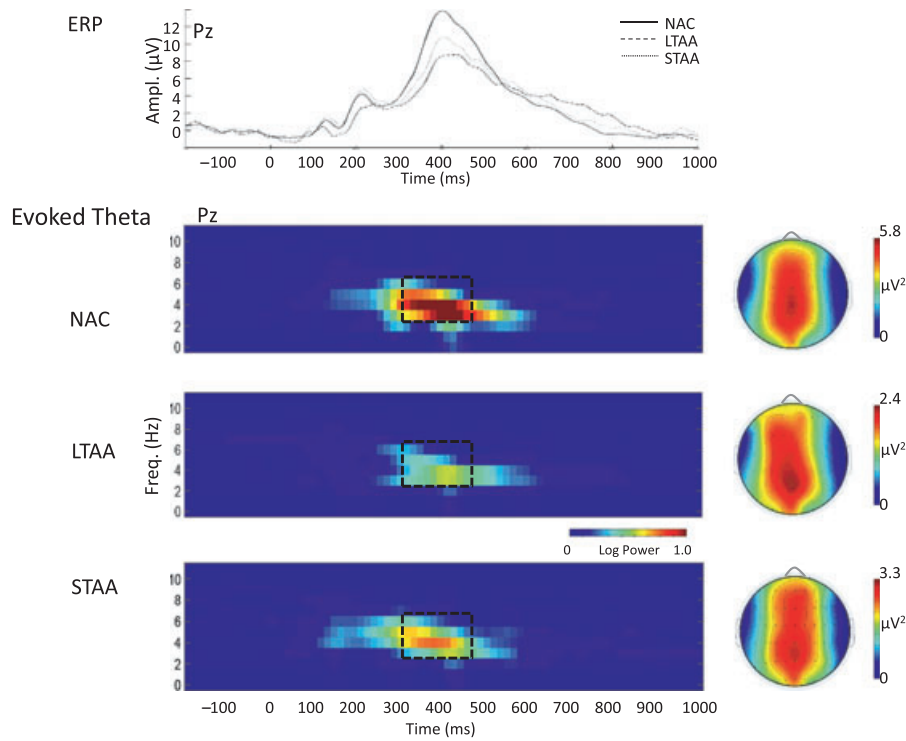 ERP
Pz
NAC
LTAA
STAA
Ampl. (µV)
12
10
8
6
4
2
0
–100 0 100 200 300 400 500 600 700 800 900 1000
Time (ms)
Evoked Theta
Pz
NAC
10
8
6
4
2
0
5.8
µV²
0
LTAA
Freq. (Hz)
10
8
6
4
2
0
2.4
µV²
0
0 Log Power 1.0
STAA
10
8
6
4
2
0
3.3
µV²
0
–100 0 100 200 300 400 500 600 700 800 900 1000
Time (ms)